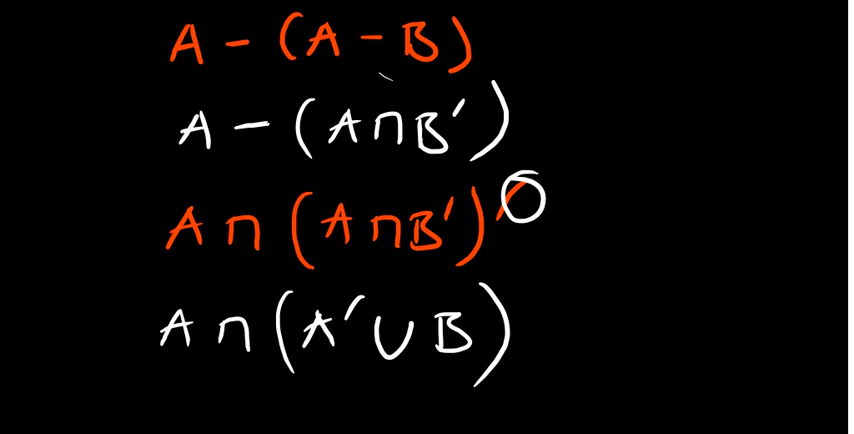 A - (A - B)
A - (A ∩ B')
A ∩ (A ∩ B')'
A ∩ (A' ∪ B)